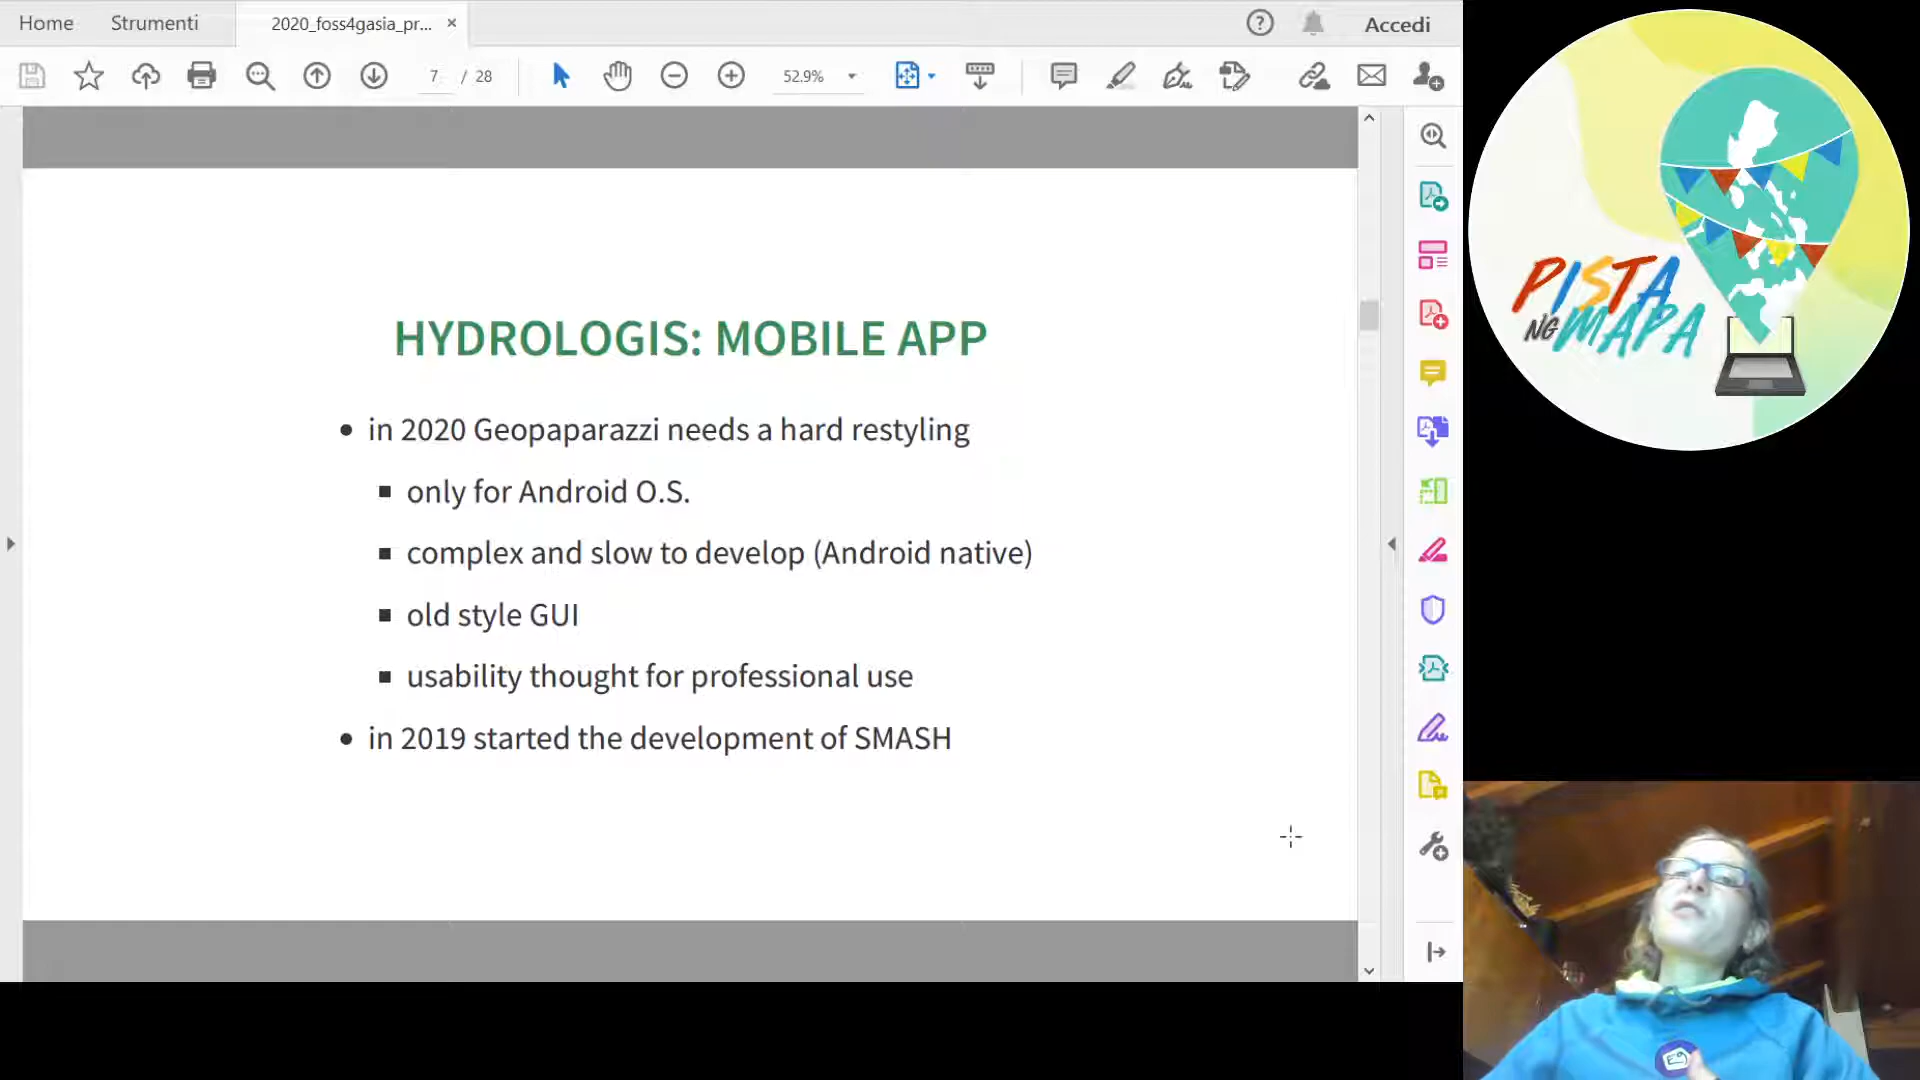 Home
Strumenti
2020_foss4gasia_pr...
Accedi
7 / 28
52.9%
HYDROLOGIS: MOBILE APP
• in 2020 Geopaparazzi needs a hard restyling
▪ only for Android O.S.
▪ complex and slow to develop (Android native)
▪ old style GUI
▪ usability thought for professional use
• in 2019 started the development of SMASH
PISTA
NG MAPA